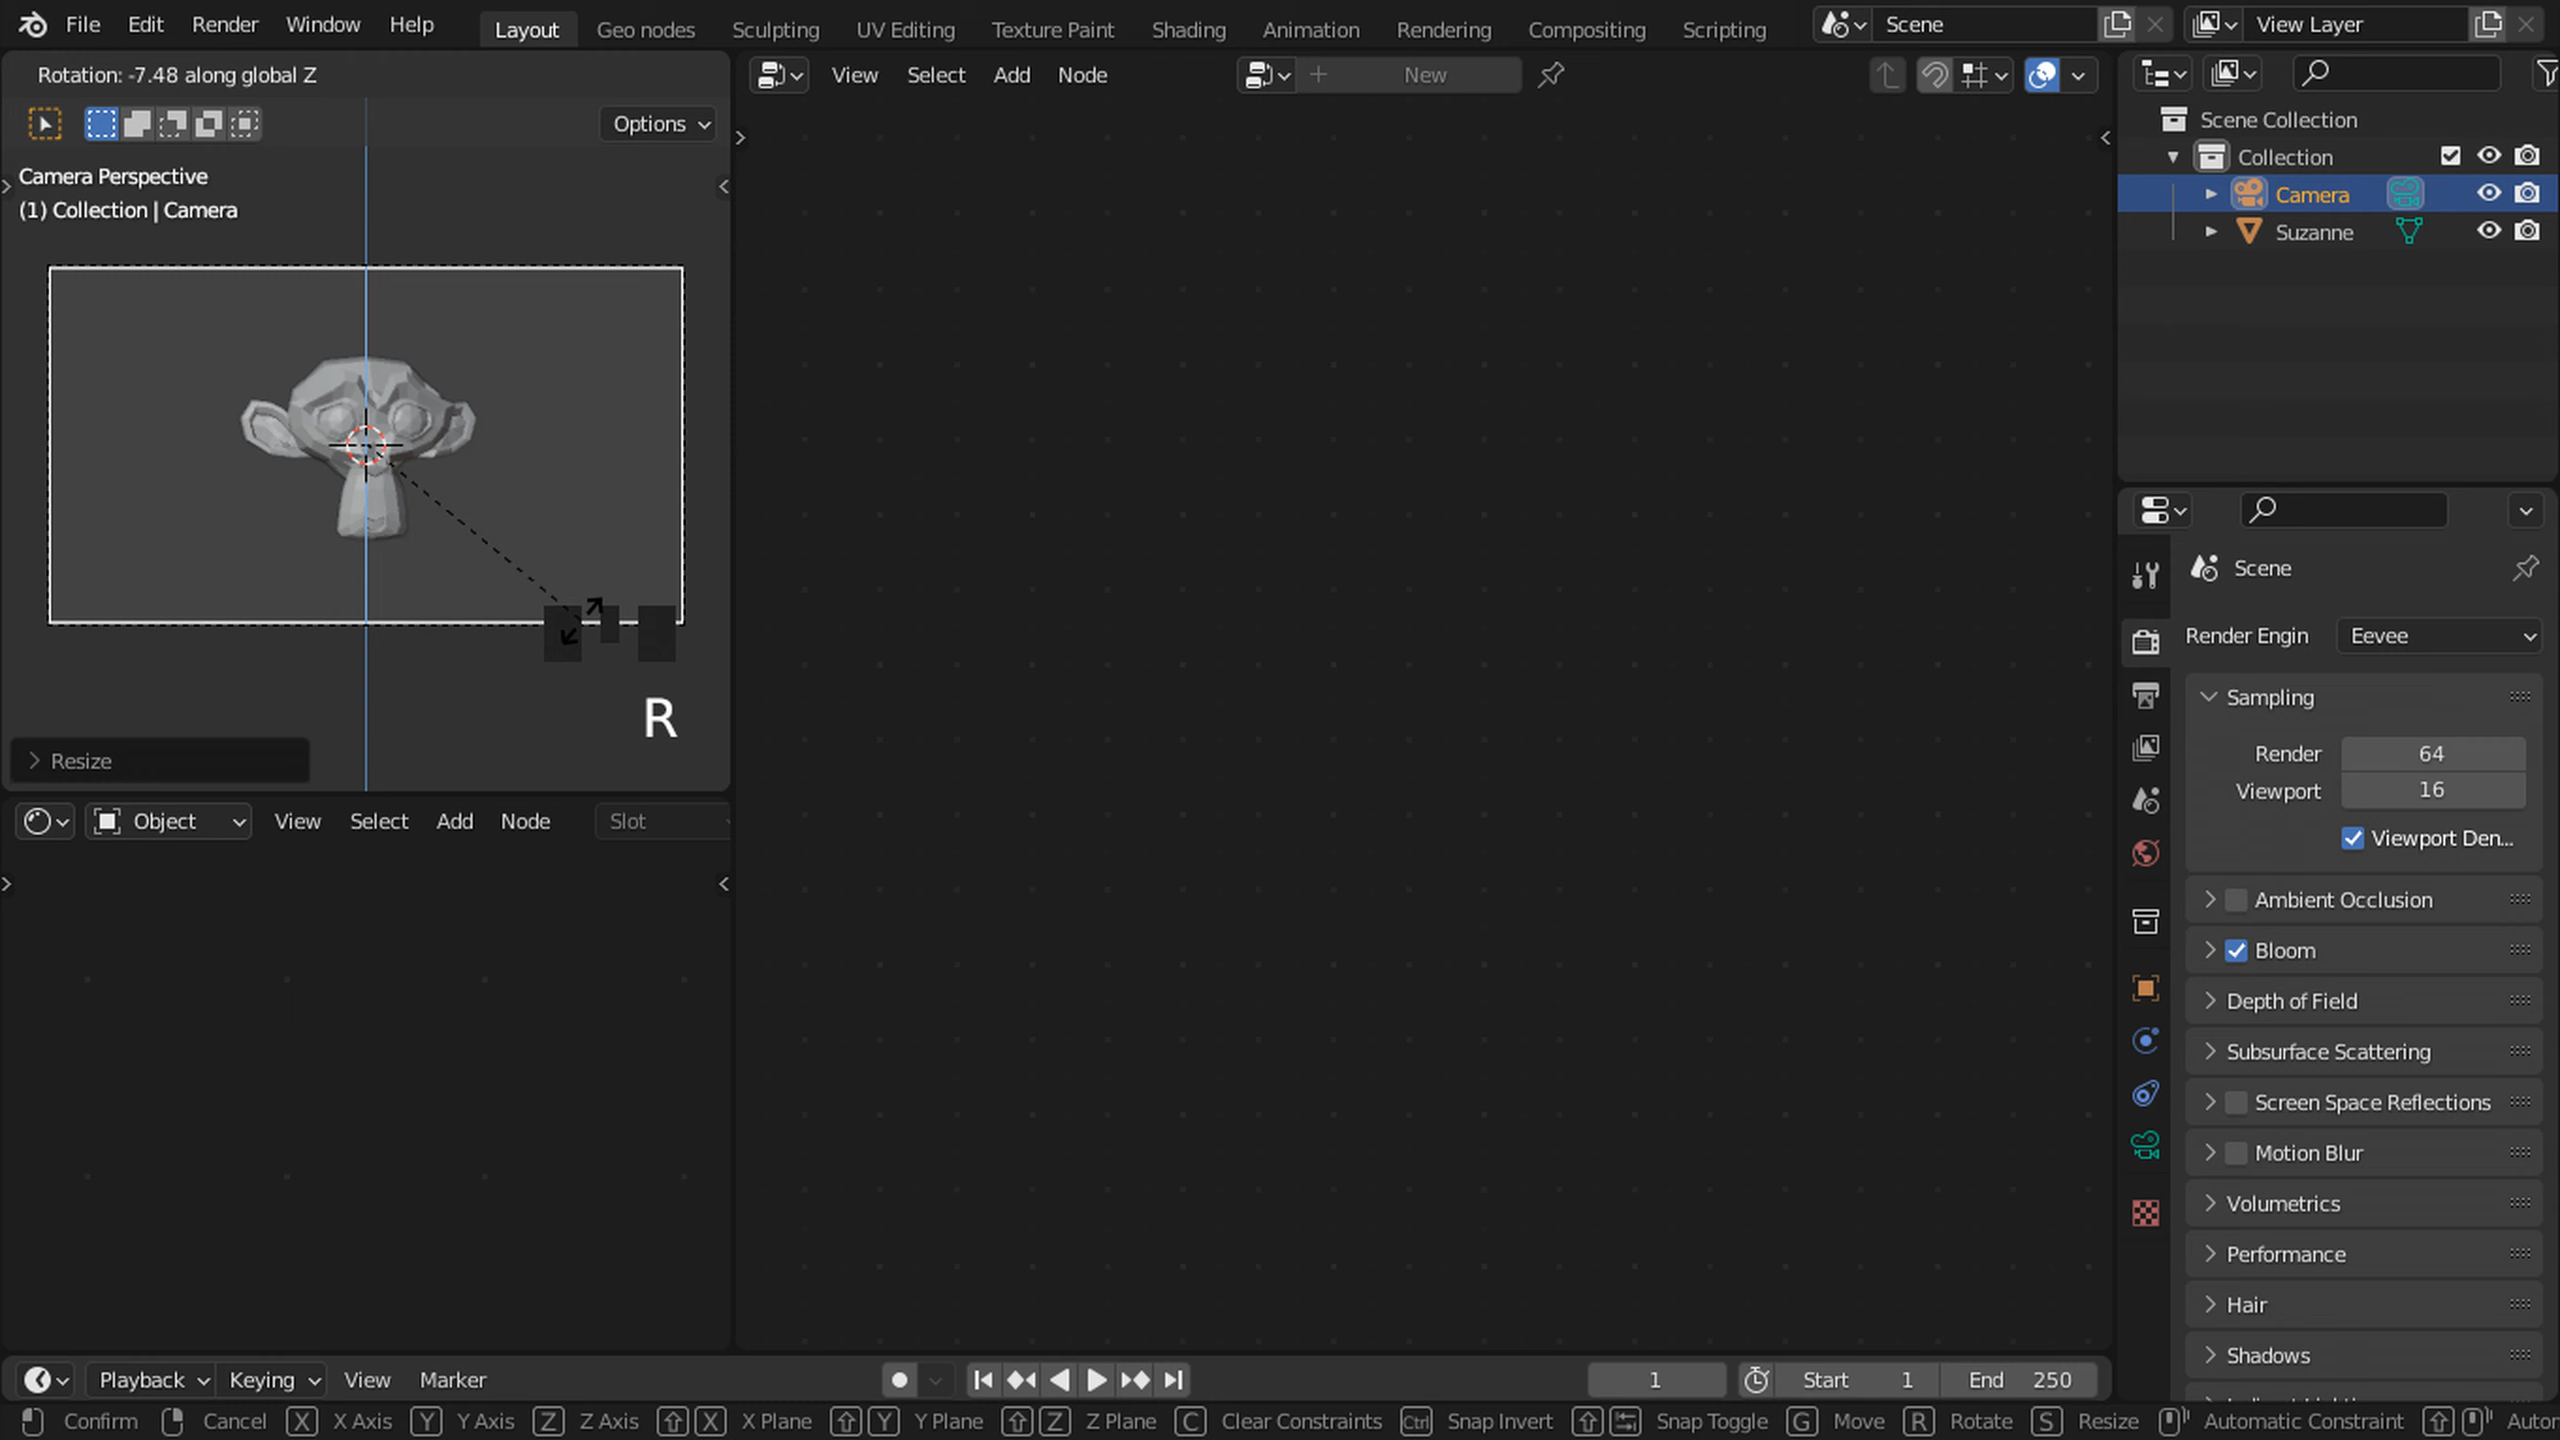 File Edit Render Window Help Layout Geo nodes Sculpting UV Editing Texture Paint Shading Animation Rendering Compositing Scripting Scene View Layer
Rotation: -7.48 along global Z
View Select Add Node New
Options
Camera Perspective
(1) Collection | Camera
Scene Collection
Collection
Camera
Suzanne
R
Resize
Object View Select Add Node Slot
Scene
Render Engin Eevee
Sampling
Render 64
Viewport 16
Viewport Den...
Ambient Occlusion
Bloom
Depth of Field
Subsurface Scattering
Screen Space Reflections
Motion Blur
Volumetrics
Performance
Hair
Shadows
Playback Keying View Marker 1 Start 1 End 250
Confirm Cancel X X Axis Y Y Axis Z Z Axis X X Plane Y Y Plane Z Z Plane C Clear Constraints Ctrl Snap Invert Snap Toggle G Move R Rotate S Resize Automatic Constraint